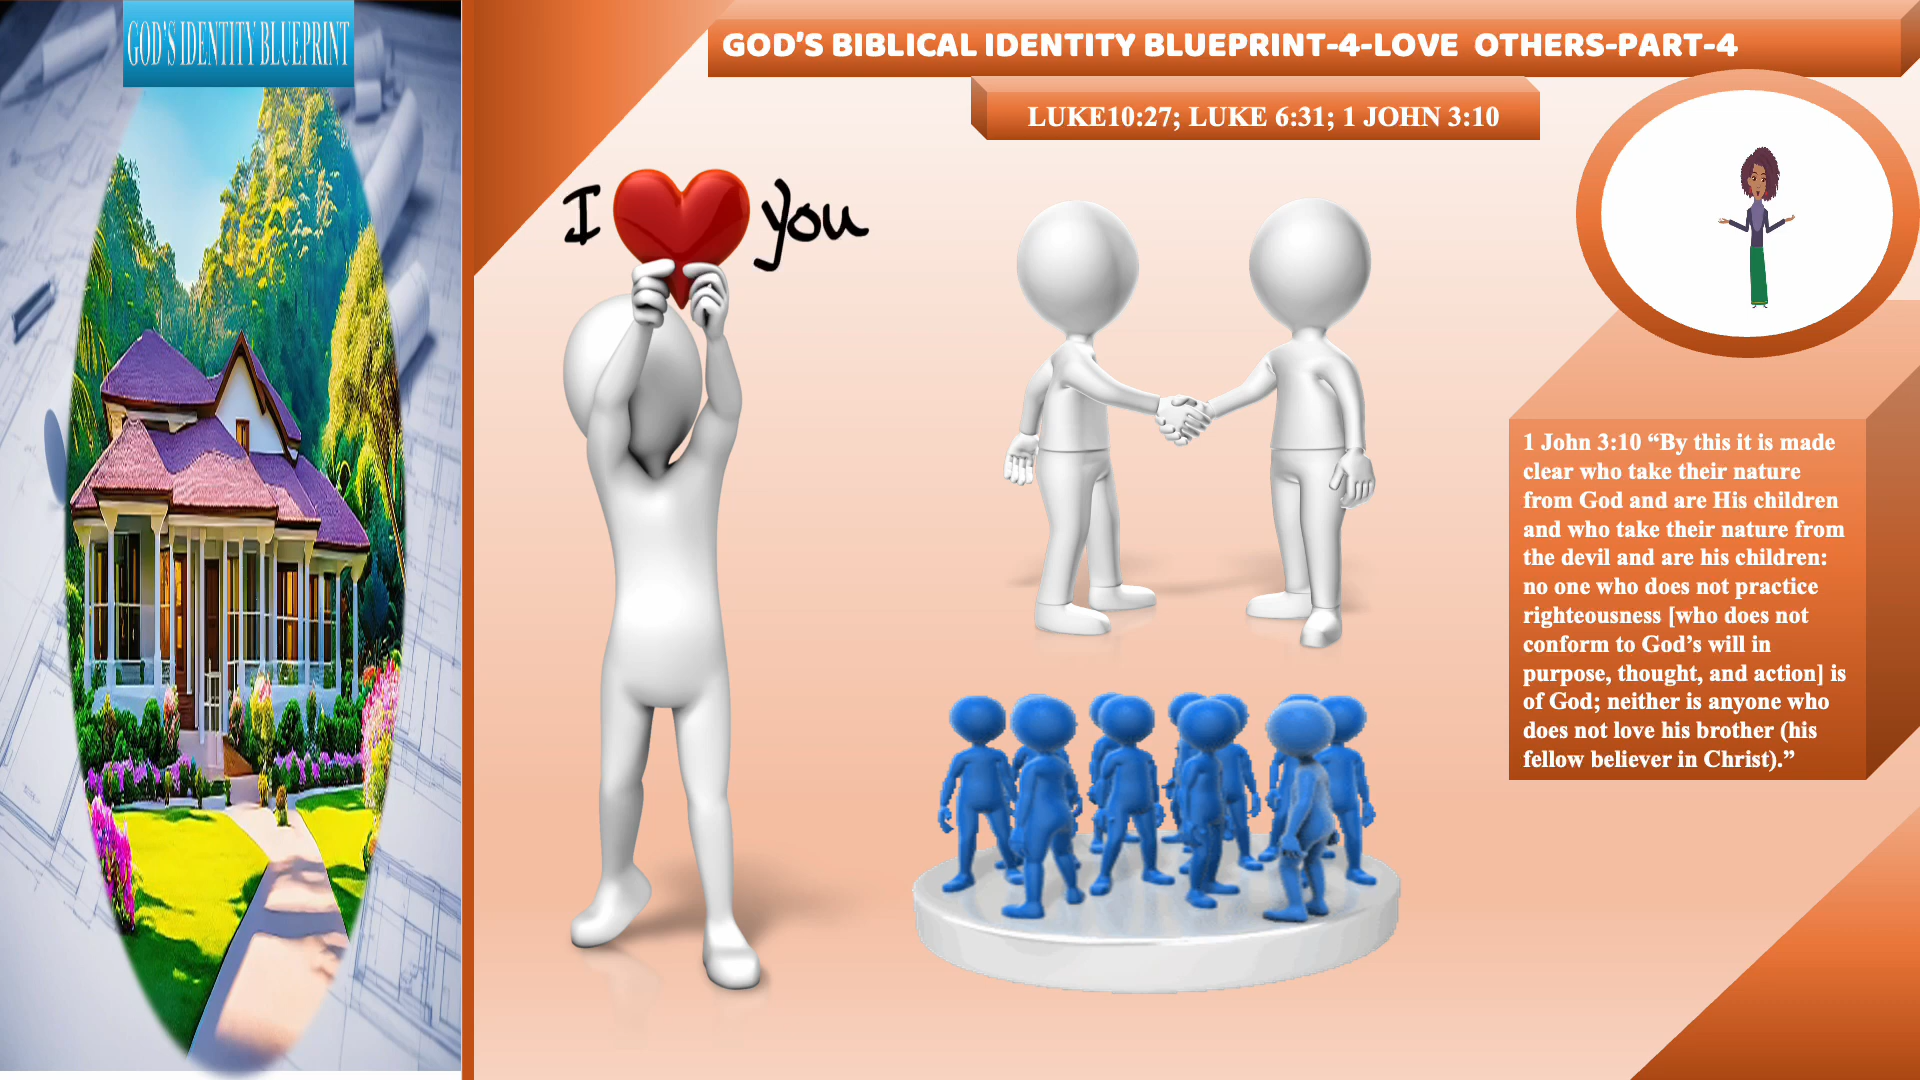 GOD'S IDENTITY BLUEPRINT
GOD'S BIBLICAL IDENTITY BLUEPRINT-4-LOVE OTHERS-PART-4
LUKE10:27; LUKE 6:31; 1 JOHN 3:10
I you
1 John 3:10 “By this it is made
clear who take their nature
from God and are His children
and who take their nature from
the devil and are his children:
no one who does not practice
righteousness [who does not
conform to God’s will in
purpose, thought, and action] is
of God; neither is anyone who
does not love his brother (his
fellow believer in Christ).”